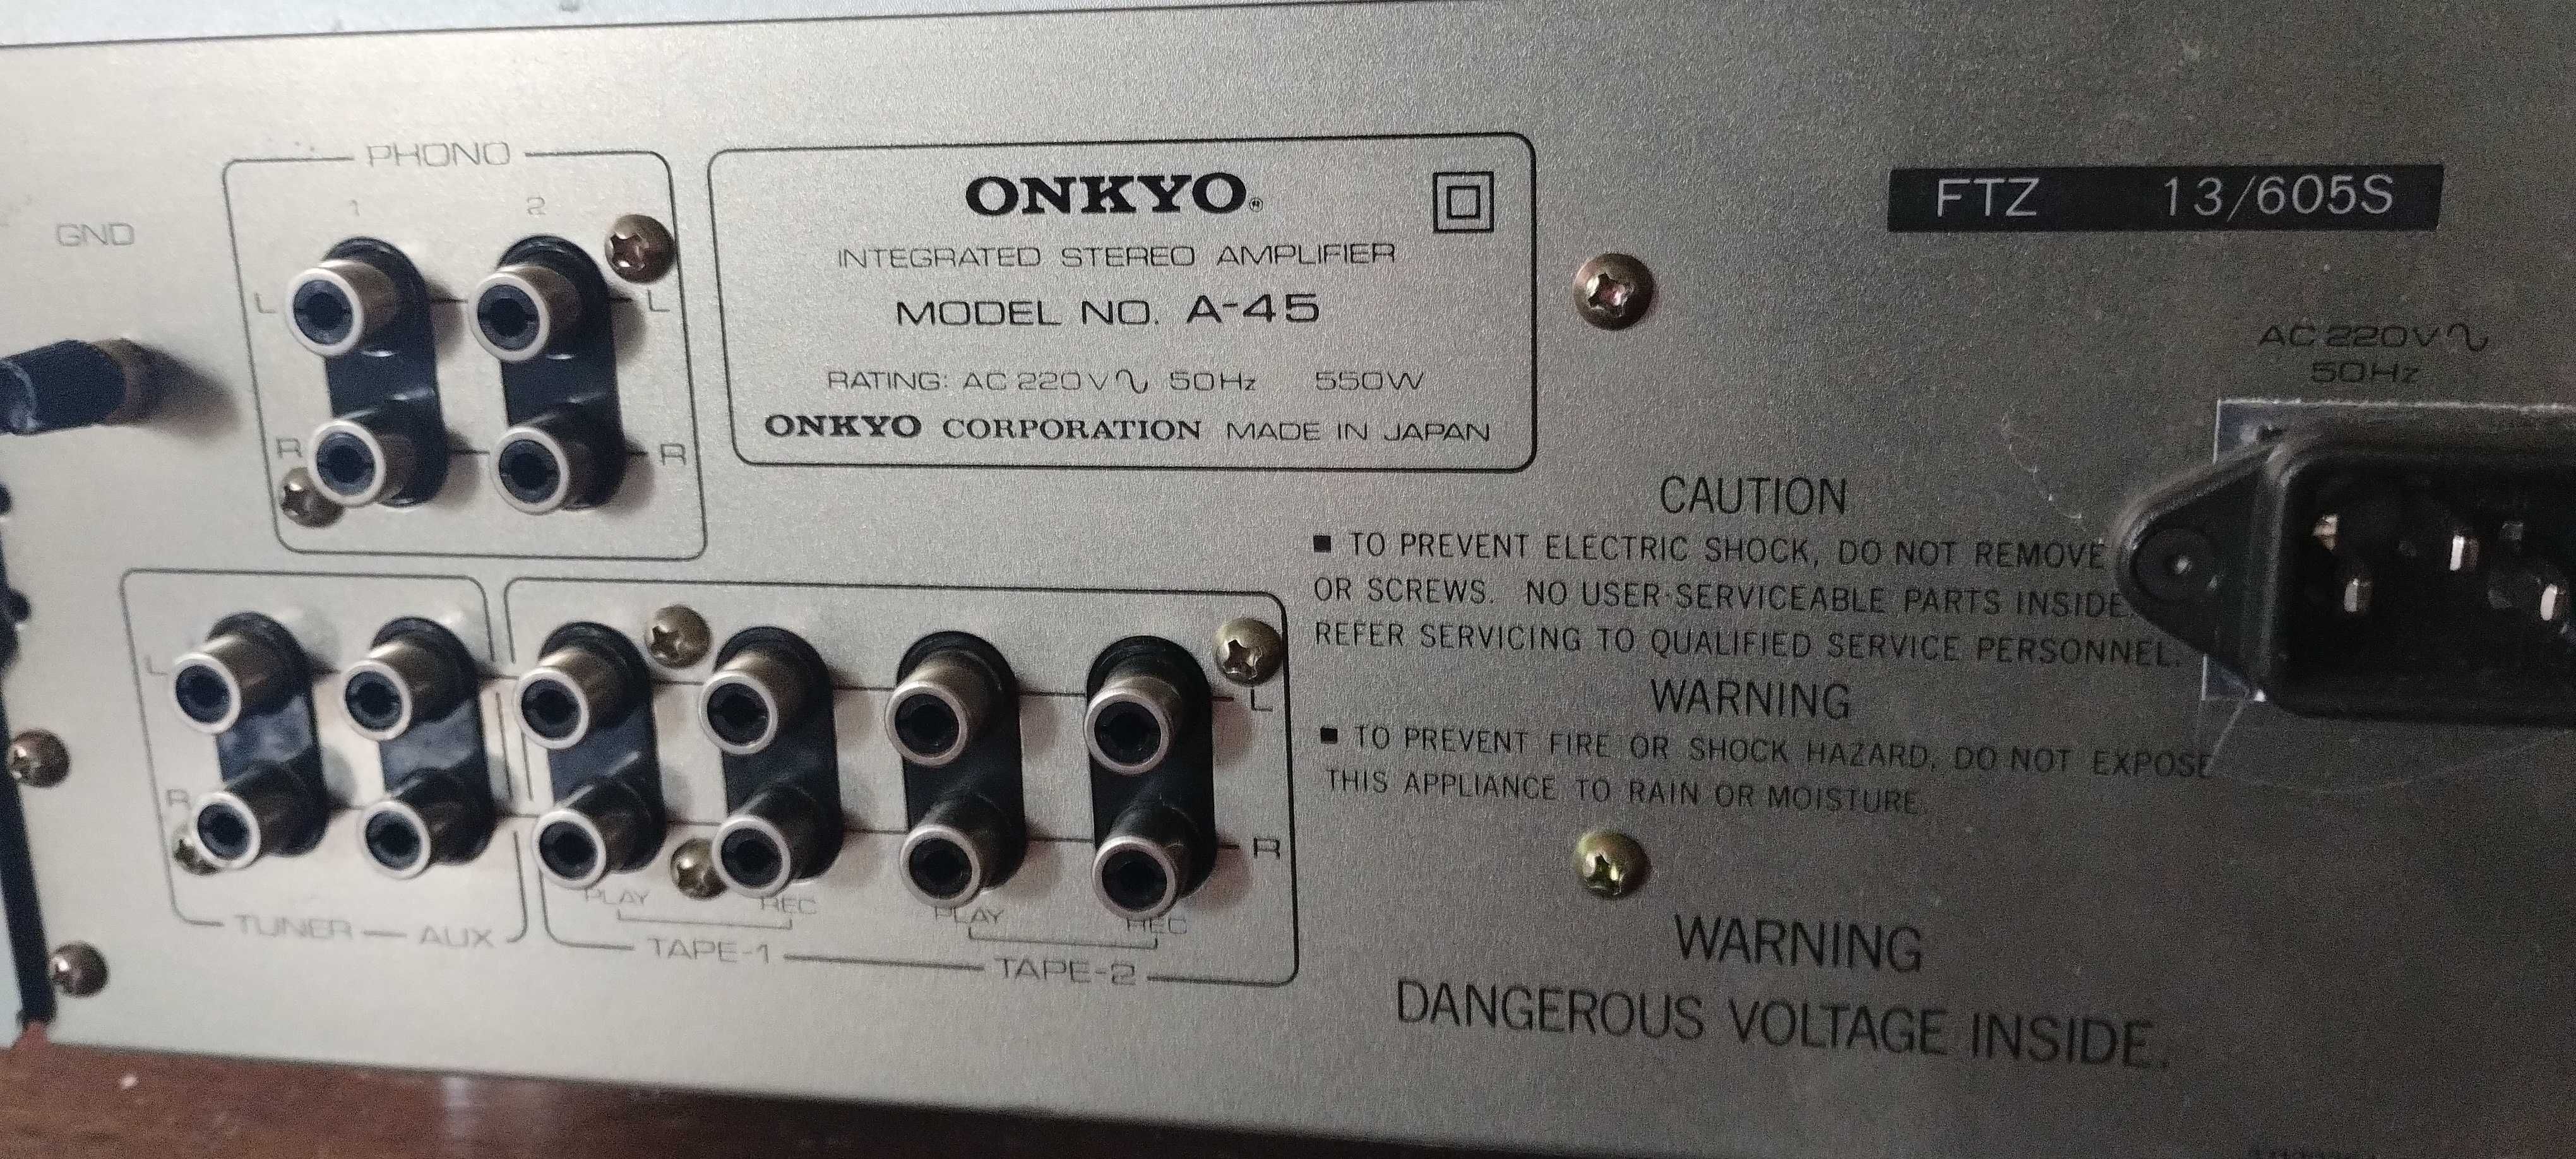 PHONO
1 2
GND
L L
R R
ONKYO®
INTEGRATED STEREO AMPLIFIER
MODEL NO. A-45
RATING: AC 220V∿ 50Hz 550W
ONKYO CORPORATION MADE IN JAPAN
FTZ 13/605S
AC 220V∿
50Hz
CAUTION
■ TO PREVENT ELECTRIC SHOCK, DO NOT REMOVE
OR SCREWS. NO USER-SERVICEABLE PARTS INSIDE.
REFER SERVICING TO QUALIFIED SERVICE PERSONNEL.
WARNING
■ TO PREVENT FIRE OR SHOCK HAZARD, DO NOT EXPOSE
THIS APPLIANCE TO RAIN OR MOISTURE.
L L
R R
PLAY REC PLAY REC
TUNER AUX TAPE-1 TAPE-2
WARNING
DANGEROUS VOLTAGE INSIDE.